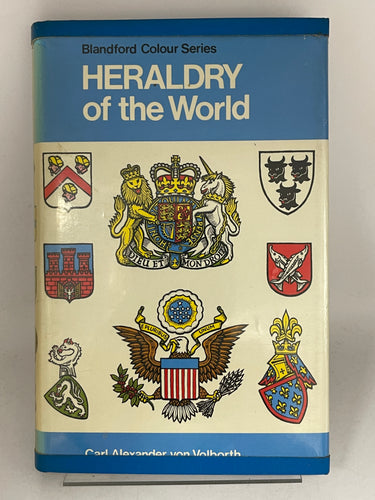 Blandford Colour Series
HERALDRY
of the World
DIEU ET MON DROIT
E PLURIBUS UNUM
Carl Alexander von Volborth